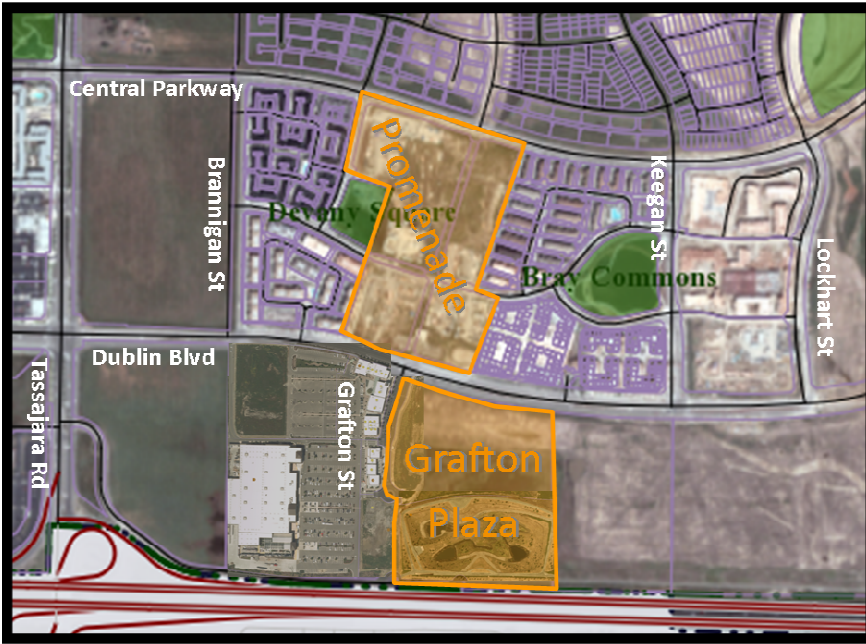 Central Parkway
Promenade
Brannigan St
Devany Square
Keegan St
Bray Commons
Lockhart St
Dublin Blvd
Tassajara Rd
Grafton St
Grafton
Plaza